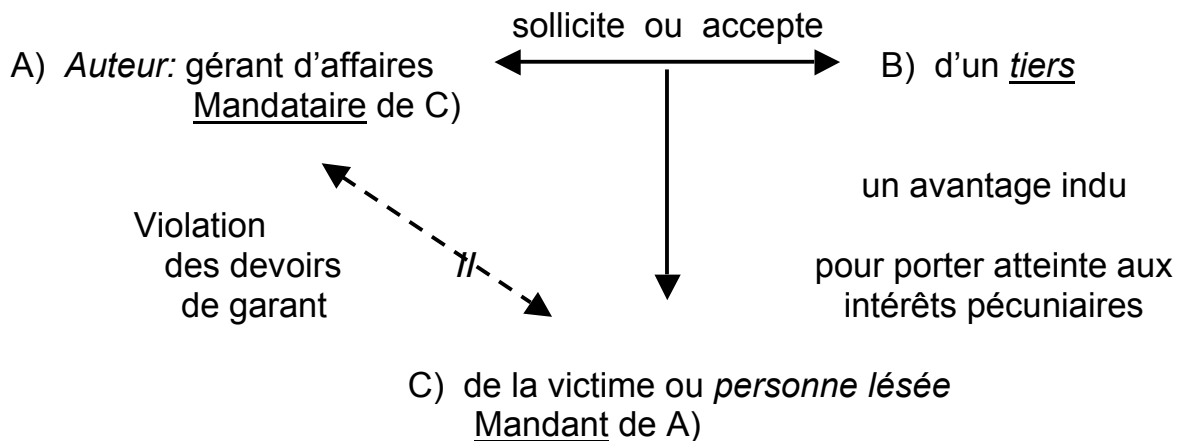 sollicite ou accepte
A) Auteur: gérant d'affaires
B) d'un tiers
Mandataire de C)
un avantage indu
Violation
des devoirs
de garant
//
pour porter atteinte aux
intérêts pécuniaires
C) de la victime ou personne lésée
Mandant de A)